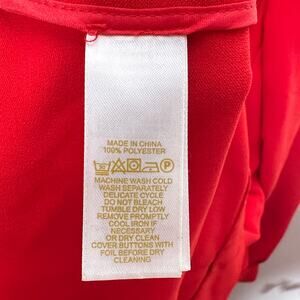 MADE IN CHINA
100% POLYESTER
MACHINE WASH COLD
WASH SEPARATELY
DELICATE CYCLE
DO NOT BLEACH
TUMBLE DRY LOW
REMOVE PROMPTLY
COOL IRON IF
NECESSARY
OR DRY CLEAN
COVER BUTTONS WITH
FOIL BEFORE DRY
CLEANING